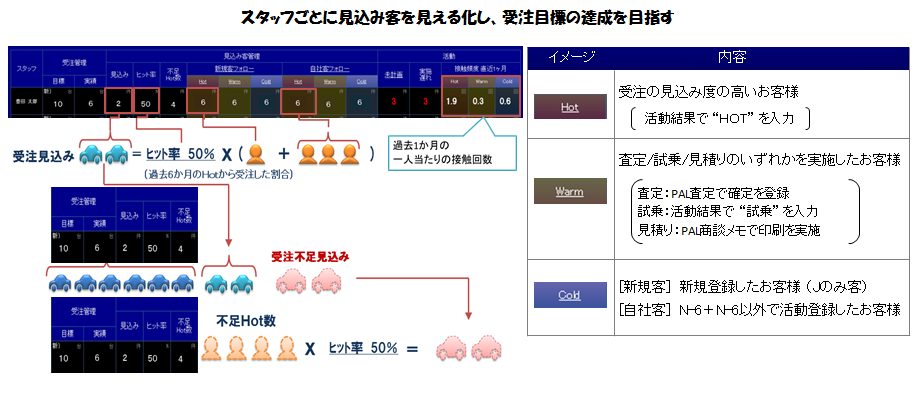 スタッフごとに見込み客を見える化し、受注目標の達成を目指す
スタッフ 受注管理 見込み客管理 活動
目標 実績 見込み ヒット率 不足Hot数 新規客フォロー 自社客フォロー 未計画 実施遅れ 接触頻度 直近1ヶ月
Hot Warm Cold Hot Warm Cold Hot Warm Cold
豊田 太郎 新) 10 6 2 50 4 6 6 6 6 6 6 3 3 1.9 0.3 0.6
過去1か月の
一人当たりの接触回数
受注見込み = ヒット率 50% X ( + )
(過去6か月のHotから受注した割合)
受注管理
目標 実績 見込み ヒット率 不足Hot数
新) 10 6 2 50 4
受注不足見込み
受注管理
目標 実績 見込み ヒット率 不足Hot数
新) 10 6 2 50 4
不足Hot数
X ヒット率 50% =
イメージ 内容
Hot
受注の見込み度の高いお客様
活動結果で“HOT”を入力
Warm
査定/試乗/見積りのいずれかを実施したお客様
査定:PAL査定で確定を登録
試乗:活動結果で“試乗”を入力
見積り:PAL商談メモで印刷を実施
Cold
[新規客] 新規登録したお客様(Jのみ客)
[自社客] N-6+N-6以外で活動登録したお客様